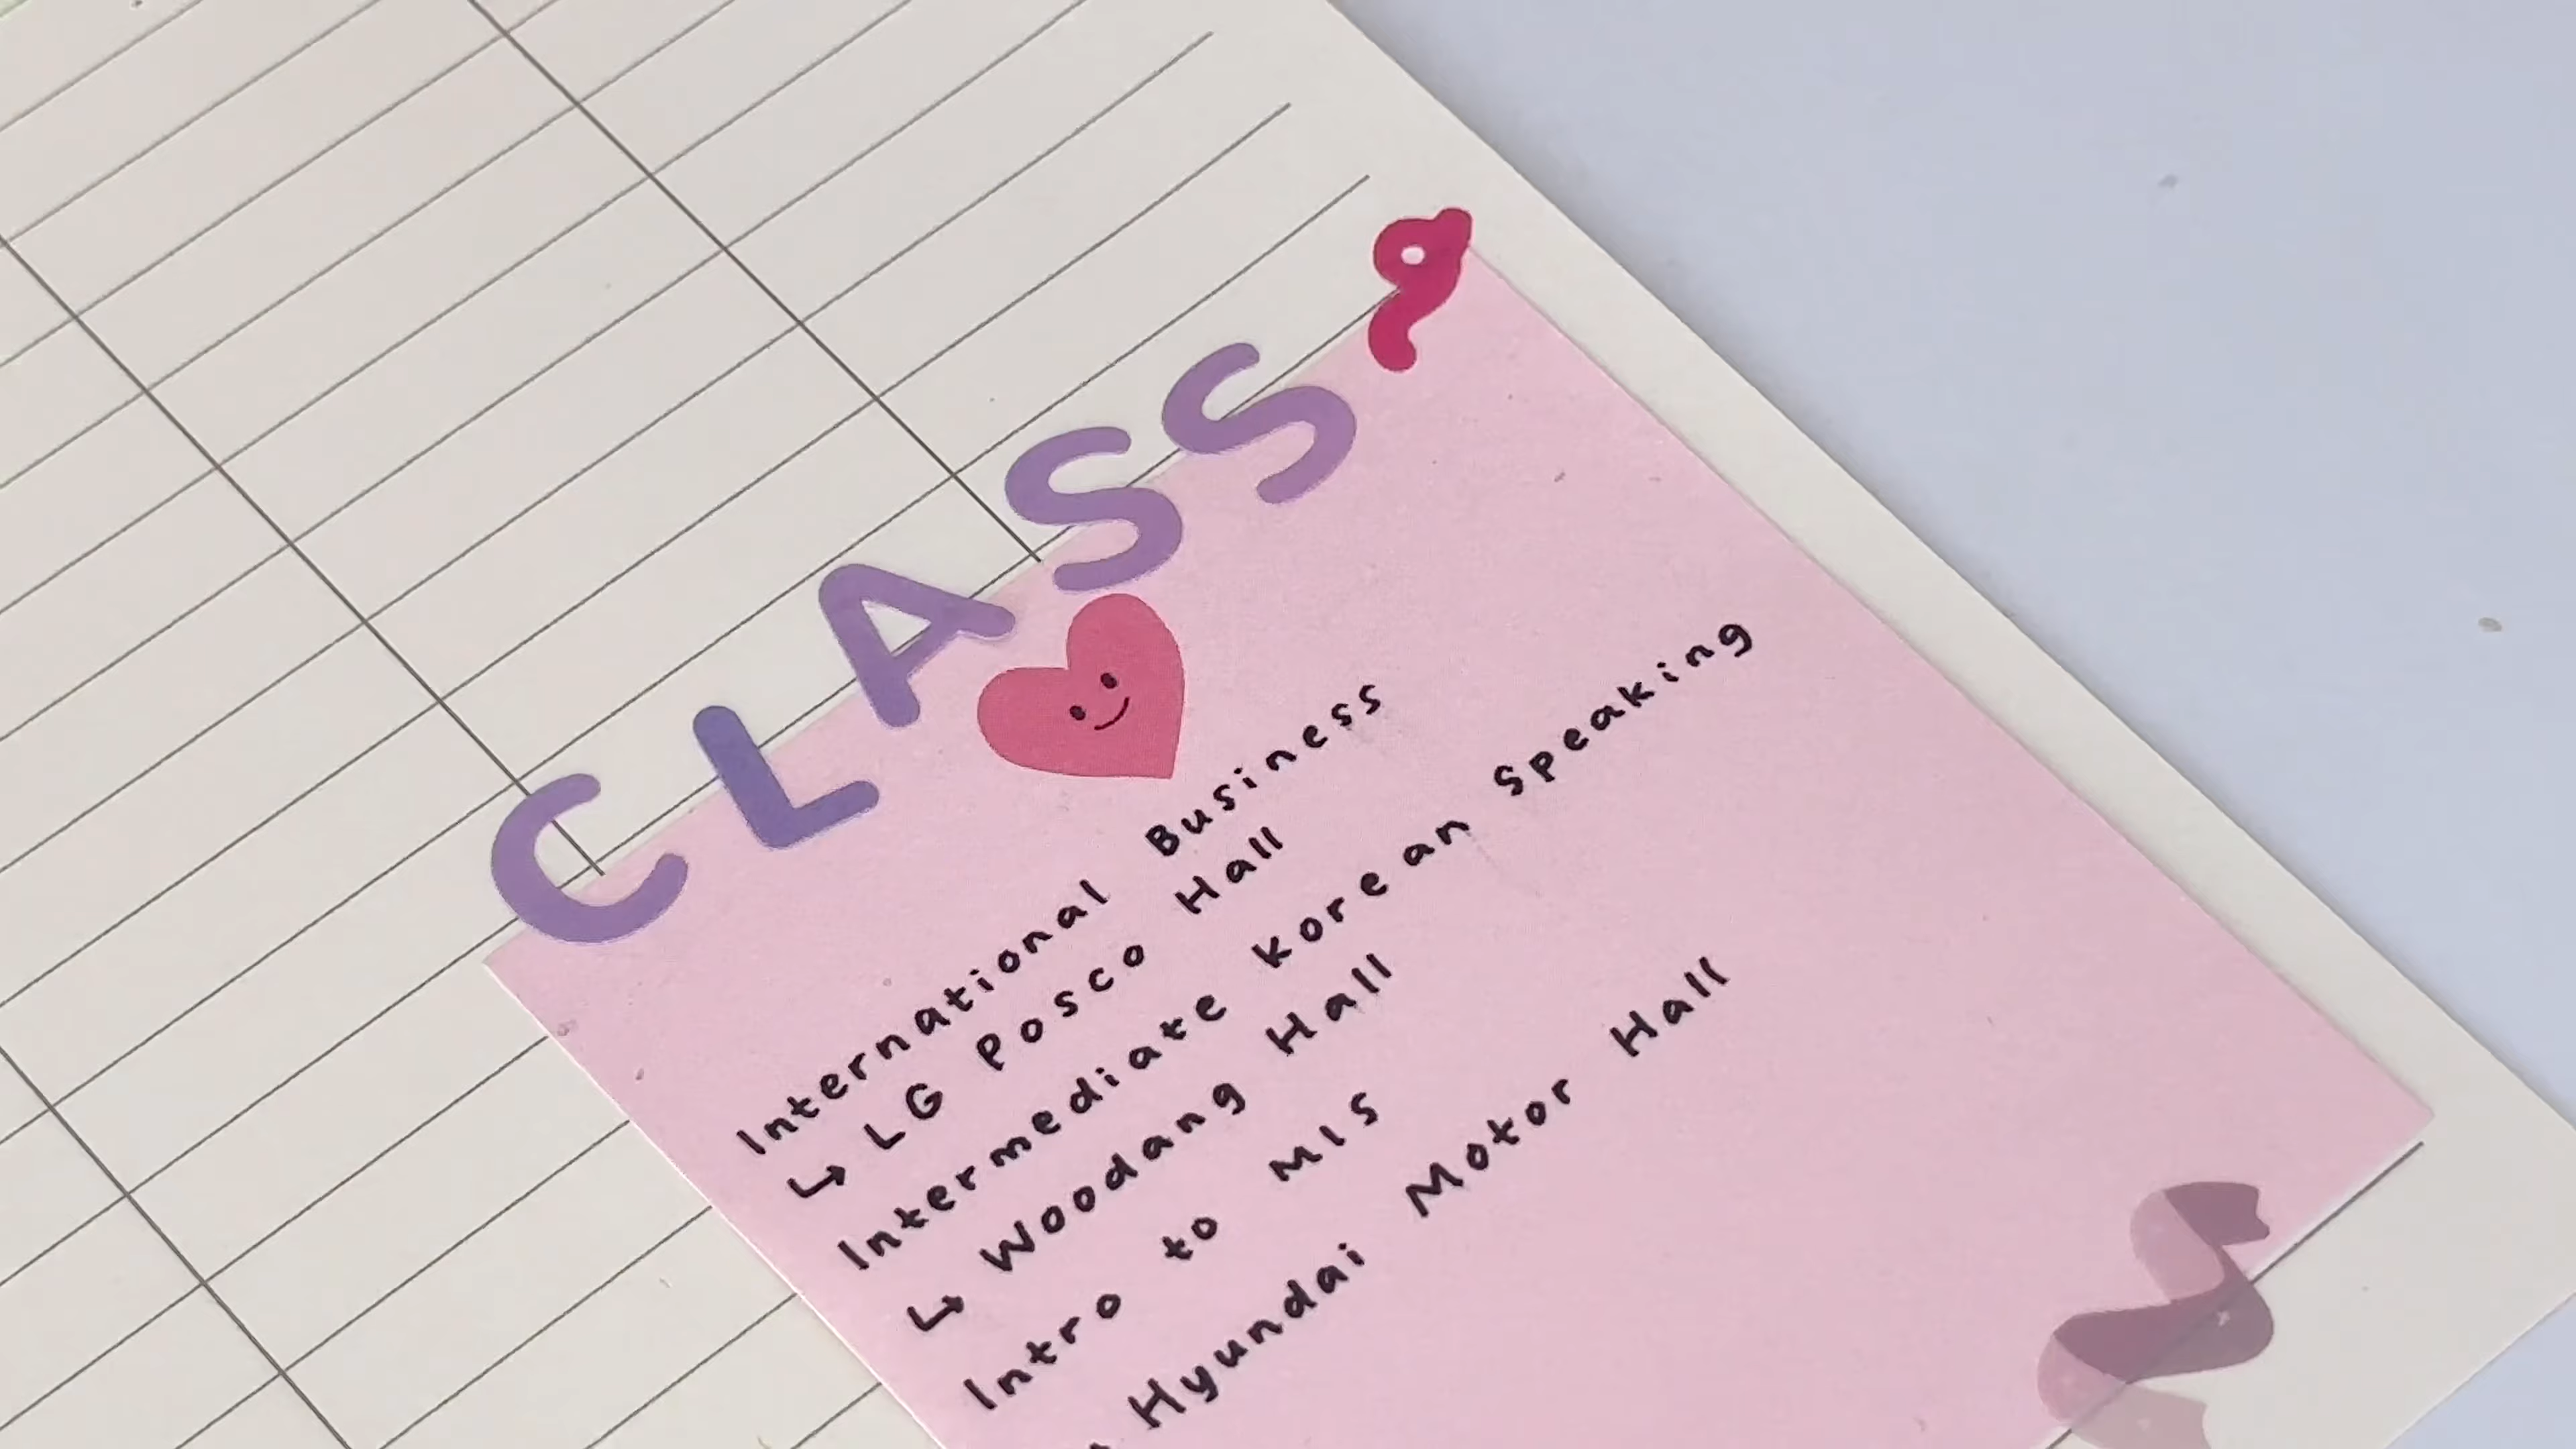 CLASS
International Business
↳ LG Posco Hall
Intermediate Korean Speaking
↳ Woodang Hall
Intro to MIS
Hyundai Motor Hall